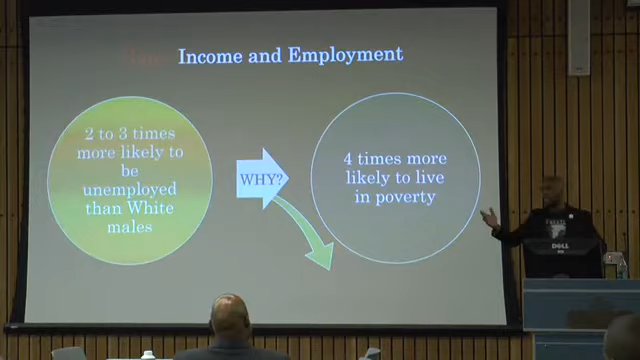 Income and Employment
2 to 3 times
more likely to
be
unemployed
than White
males
WHY?
4 times more
likely to live
in poverty
DELL